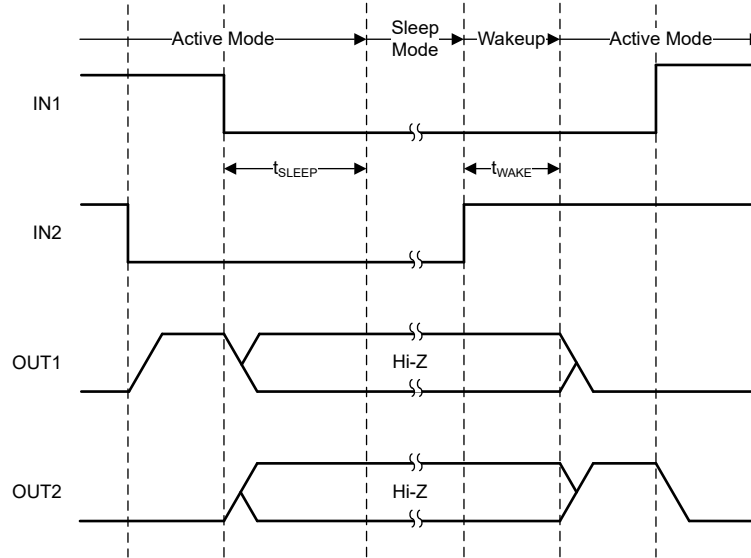 Active Mode
Sleep
Mode
Wakeup
Active Mode
IN1
tSLEEP
tWAKE
IN2
OUT1
Hi-Z
OUT2
Hi-Z